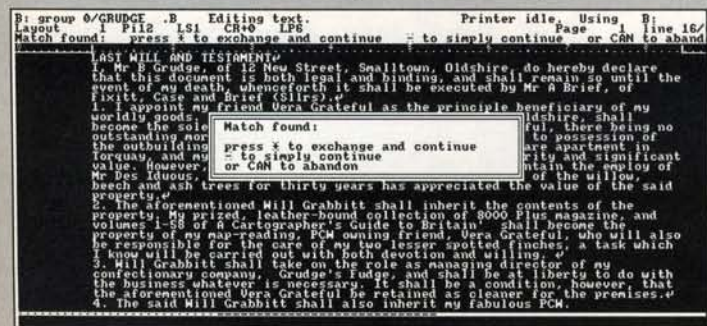 B: group 0/GRUDGE .B Editing text. Printer idle. Using B:
Layout 1 Pi12 LS1 CR+0 LP6 Page 1 line 16/
Match found: press + to exchange and continue - to simply continue or CAN to aband
LAST WILL AND TESTAMENT↵
I, Mr B Grudge, of 12 New Street, Smalltown, Oldshire, do hereby declare
that this document is both legal and binding, and shall remain so until the
event of my death, whenceforth it shall be executed by Mr A Brief, of
Fixitt, Case and Brief (Sllrs).↵
1. I appoint my friend Vera Grateful as the principle beneficiary of my
worldly goods. ldshire, shall
become the sole ful, there being no
outstanding mor to possession of
the outbuilding are apartment in
Torquay, and my rity and significant
value. However, ntain the employ of
Mr Des Iduous, of the willow,
beech and ash trees for thirty years has appreciated the value of the said
property.↵
Match found:
press + to exchange and continue
- to simply continue
or CAN to abandon
2. The aforementioned Will Grabbitt shall inherit the contents of the
property. My prized, leather-bound collection of 8000 Plus magazine, and
volumes 1-58 of 'A Cartographer's Guide to Britain', shall become the
property of my map-reading, PCW owning friend, Vera Grateful, who will also
be responsible for the care of my two lesser-spotted finches, a task which
I know will be carried out with both devotion and willing. ↵
3. Will Grabbitt shall take on the role as managing director of my
confectionary company, 'Grudge's Fudge, and shall be a liberty to do with
the business whatever is necessary. It shall be a condition, however, that
the aforementioned Vera Grateful be retained as cleaner for the premises.↵
4. The said Will Grabbitt shall also inherit my fabulous PCW.